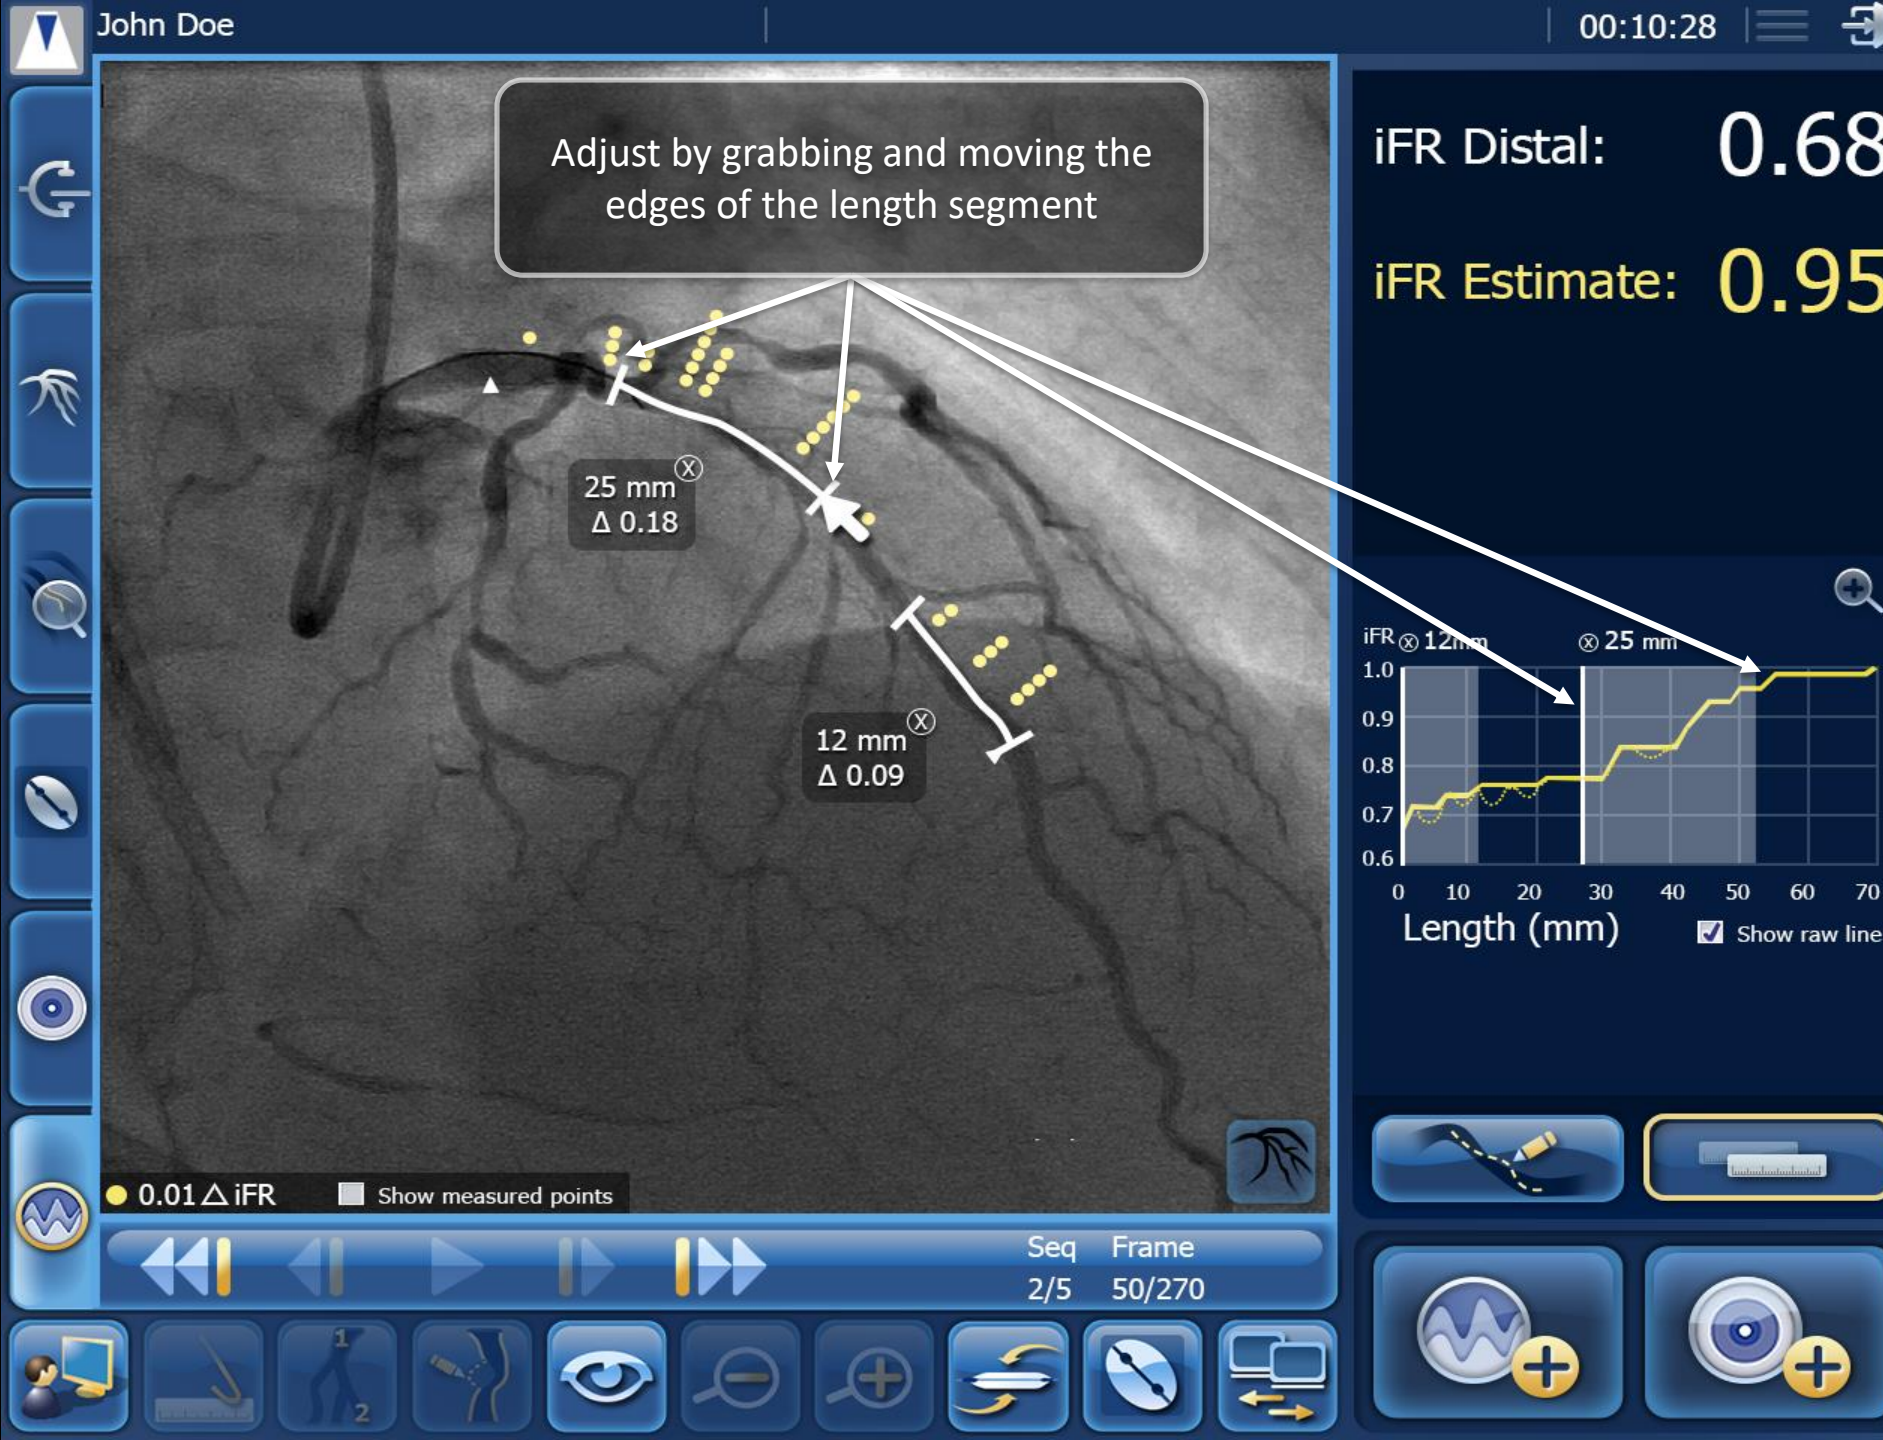 John Doe
00:10:28
Adjust by grabbing and moving the
edges of the length segment
iFR Distal: 0.68
iFR Estimate: 0.95
25 mm
Δ 0.18
12 mm
Δ 0.09
iFR 12mm 25 mm
1.0
0.9
0.8
0.7
0.6
0 10 20 30 40 50 60 70
Length (mm)
Show raw line
0.01 △ iFR
Show measured points
Seq Frame
2/5 50/270
1
2